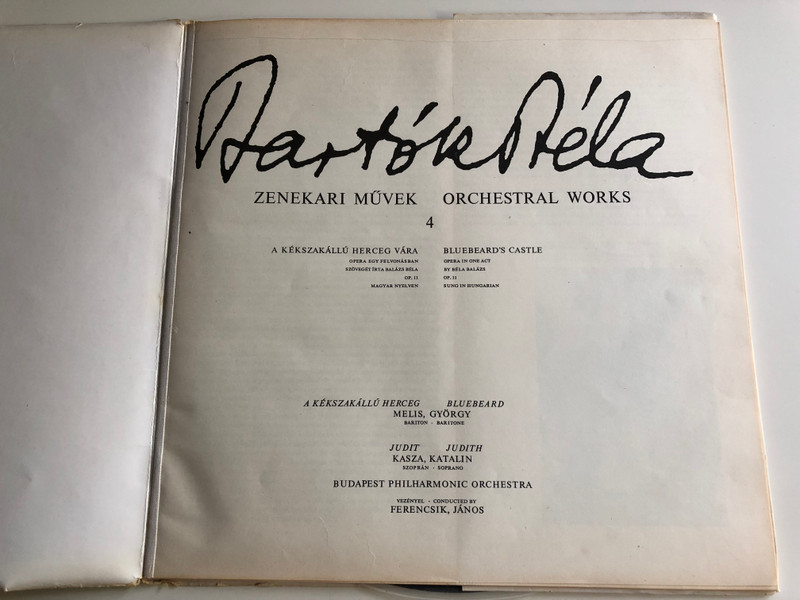 Bartók Béla
ZENEKARI MŰVEK ORCHESTRAL WORKS
4
A KÉKSZAKÁLLÚ HERCEG VÁRA BLUEBEARD'S CASTLE
OPERA EGY FELVONÁSBAN OPERA IN ONE ACT
SZÖVEGÉT ÍRTA BALÁZS BÉLA BY BÉLA BALÁZS
OP. 11 OP. 11
MAGYAR NYELVEN SUNG IN HUNGARIAN
A KÉKSZAKÁLLÚ HERCEG BLUEBEARD
MELIS, GYÖRGY
BARITON - BARITONE
JUDIT JUDITH
KASZA, KATALIN
SZOPRÁN - SOPRANO
BUDAPEST PHILHARMONIC ORCHESTRA
VEZÉNYEL - CONDUCTED BY
FERENCSIK, JÁNOS